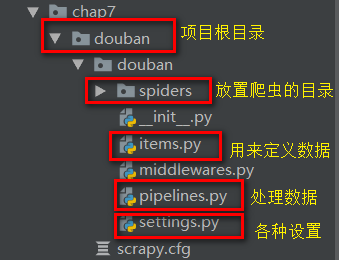 chap7
douban 项目根目录
douban
spiders 放置爬虫的目录
__init__.py
items.py 用来定义数据
middlewares.py
pipelines.py 处理数据
settings.py 各种设置
scrapy.cfg